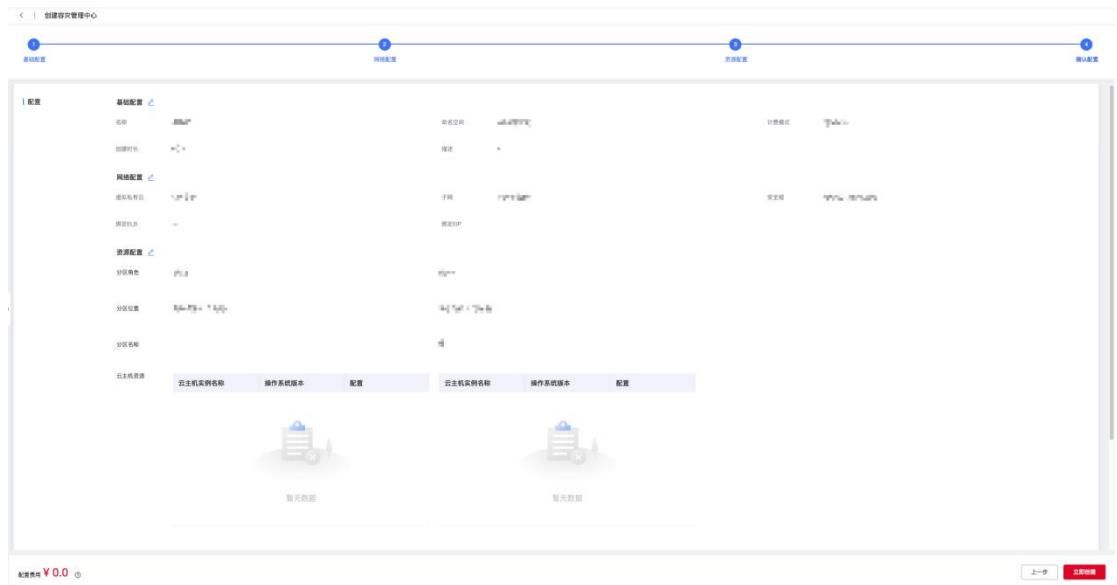 创建容灾管理中心
1
2
3
4
基础配置
网络配置
资源配置
确认配置
配置
基础配置
名称
命名空间
计费模式
创建时长
描述
网络配置
虚拟私有云
子网
安全组
绑定ELB
绑定EIP
资源配置
分区角色
分区位置
分区名称
云主机资源
云主机实例名称 操作系统版本 配置
云主机实例名称 操作系统版本 配置
暂无数据
暂无数据
配置费用 ¥ 0.0
上一步
立即创建